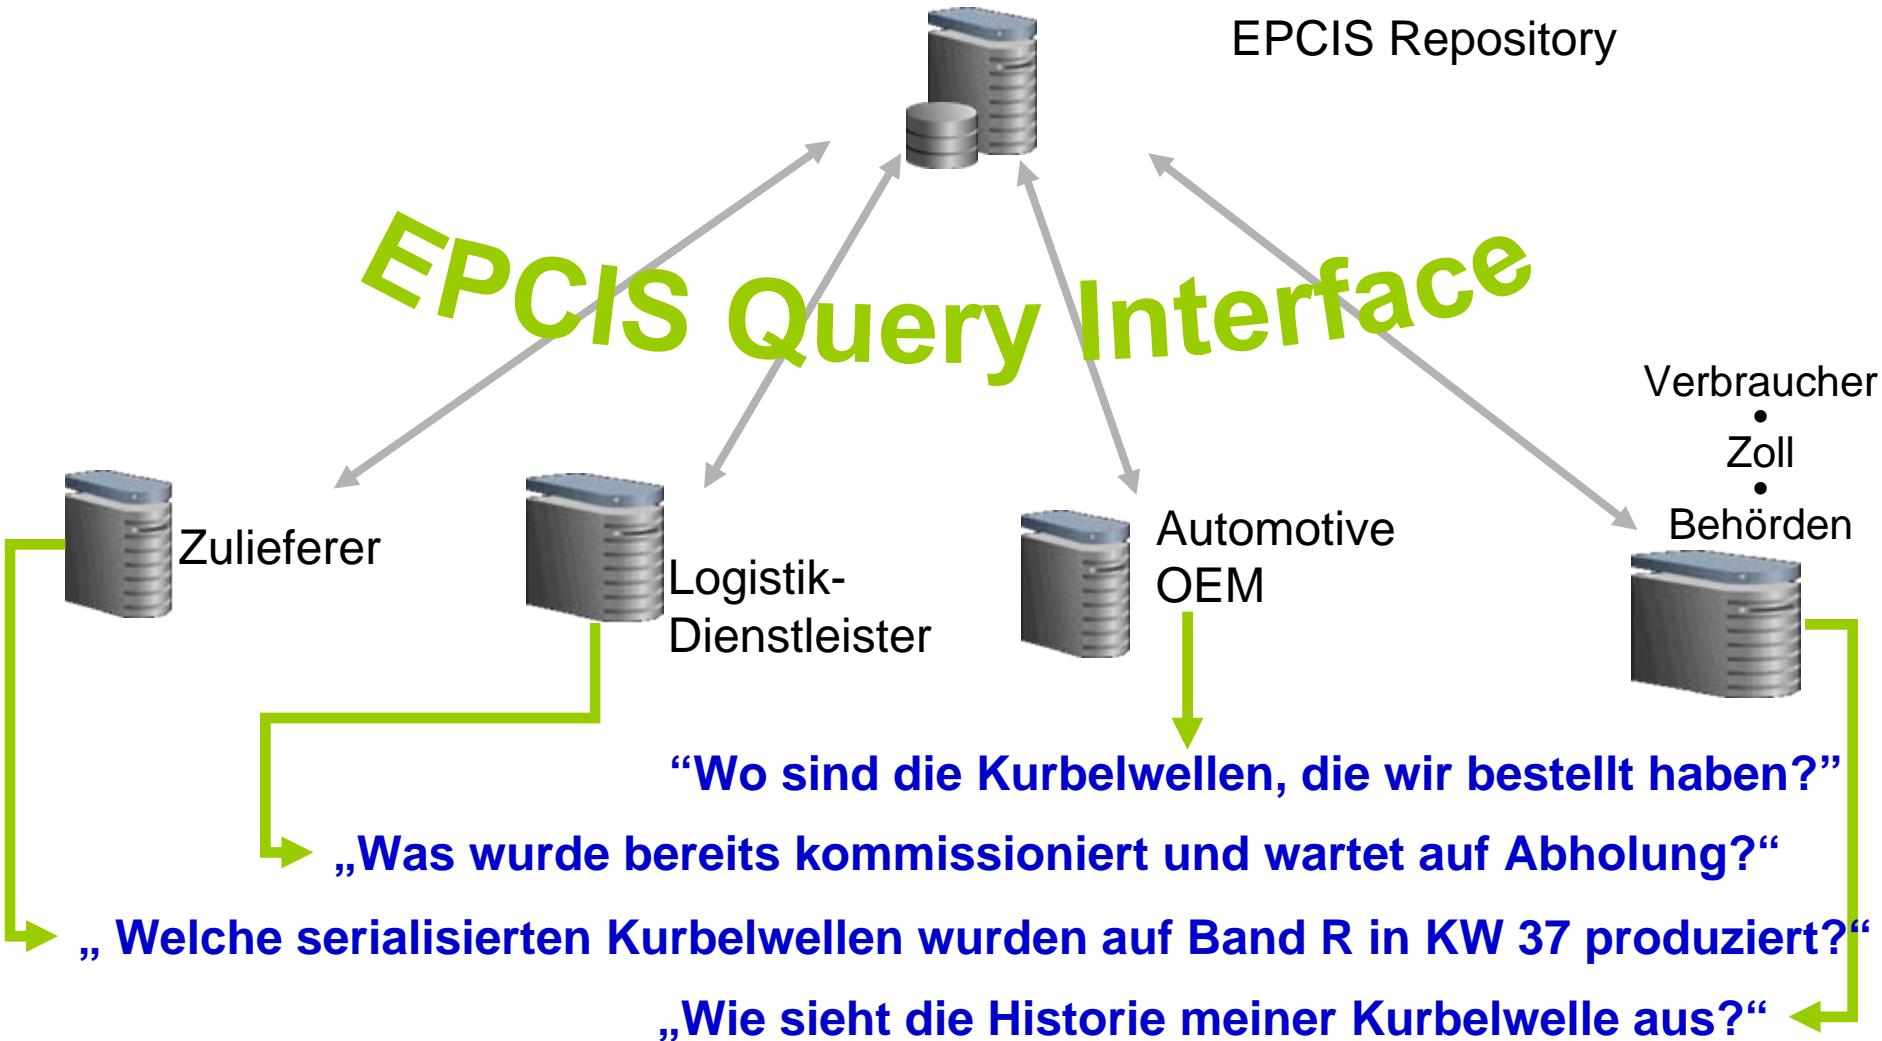 EPCIS Repository
EPCIS Query Interface
Verbraucher
•
Zoll
•
Behörden
Zulieferer
Logistik-
Dienstleister
Automotive
OEM
“Wo sind die Kurbelwellen, die wir bestellt haben?”
„Was wurde bereits kommissioniert und wartet auf Abholung?“
„ Welche serialisierten Kurbelwellen wurden auf Band R in KW 37 produziert?“
„Wie sieht die Historie meiner Kurbelwelle aus?“